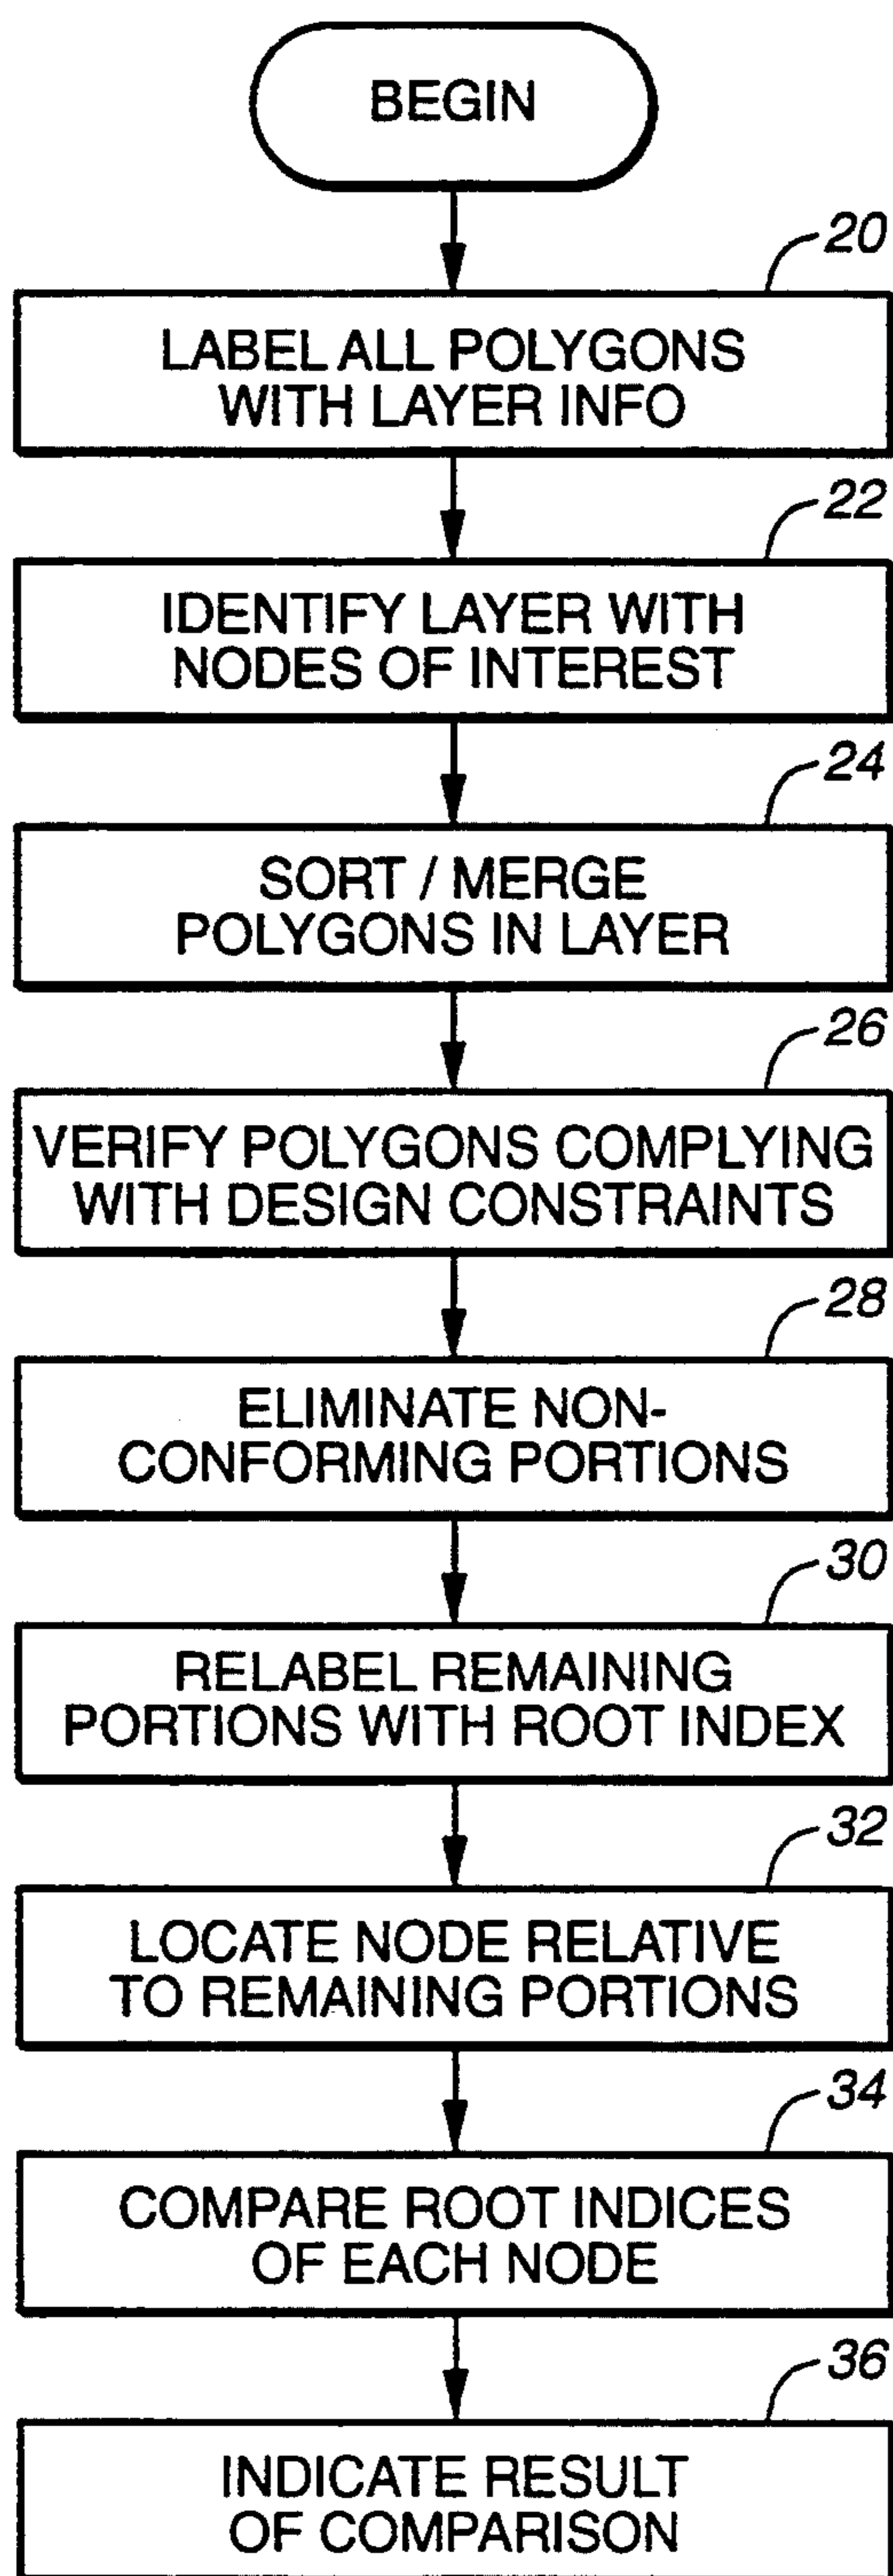 BEGIN
20
LABEL ALL POLYGONS
WITH LAYER INFO
22
IDENTIFY LAYER WITH
NODES OF INTEREST
24
SORT / MERGE
POLYGONS IN LAYER
26
VERIFY POLYGONS COMPLYING
WITH DESIGN CONSTRAINTS
28
ELIMINATE NON-
CONFORMING PORTIONS
30
RELABEL REMAINING
PORTIONS WITH ROOT INDEX
32
LOCATE NODE RELATIVE
TO REMAINING PORTIONS
34
COMPARE ROOT INDICES
OF EACH NODE
36
INDICATE RESULT
OF COMPARISON